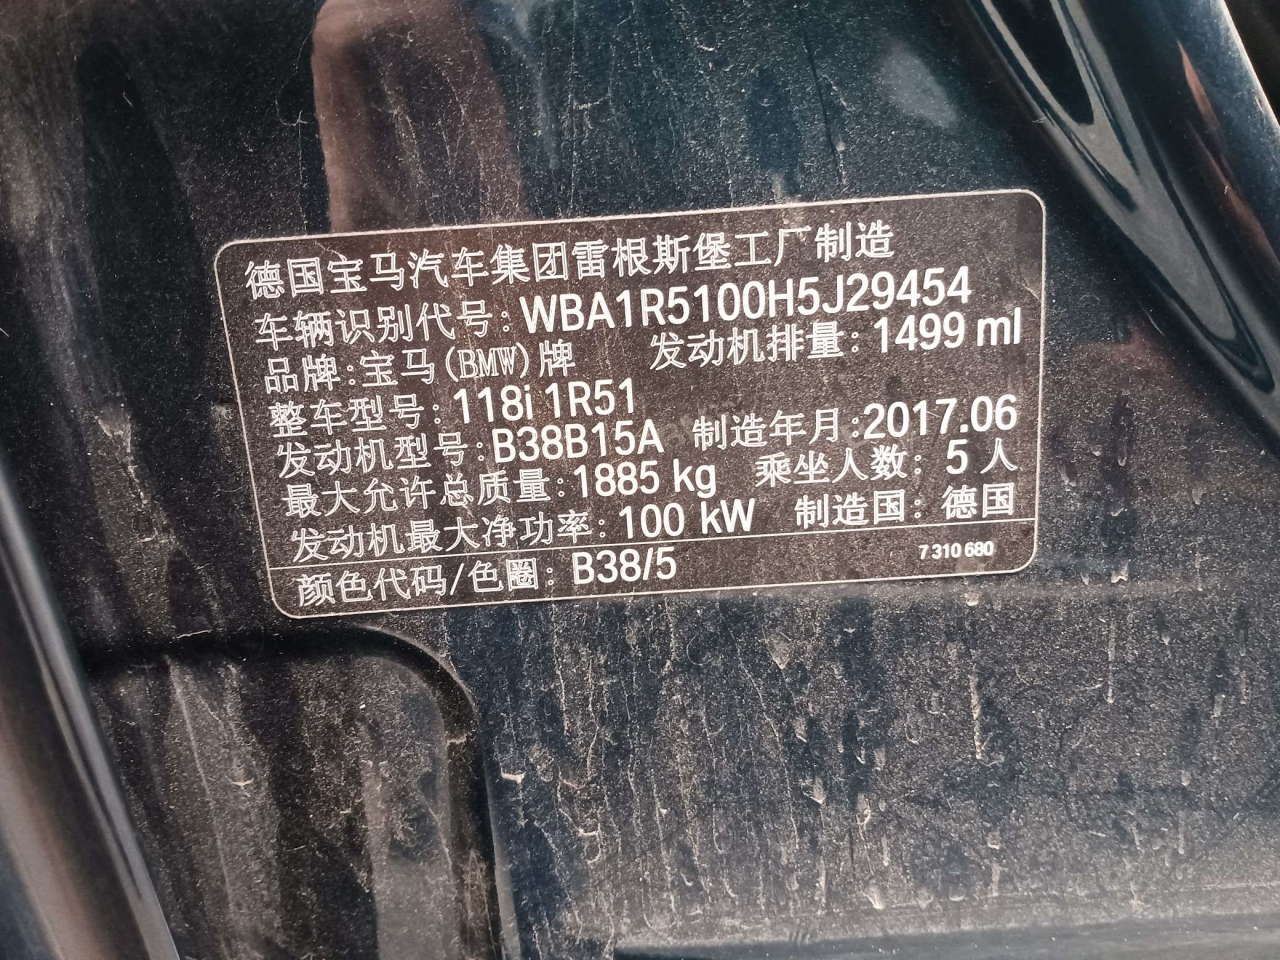 德国宝马汽车集团雷根斯堡工厂制造
车辆识别代号: WBA1R5100H5J29454
品牌:宝马(BMW)牌 发动机排量: 1499 ml
整车型号: 118i 1R51
发动机型号: B38B15A 制造年月:2017.06
最大允许总质量: 1885 kg 乘坐人数: 5 人
发动机最大净功率: 100 kW 制造国: 德国
颜色代码/色圈: B38/5 7 310 680